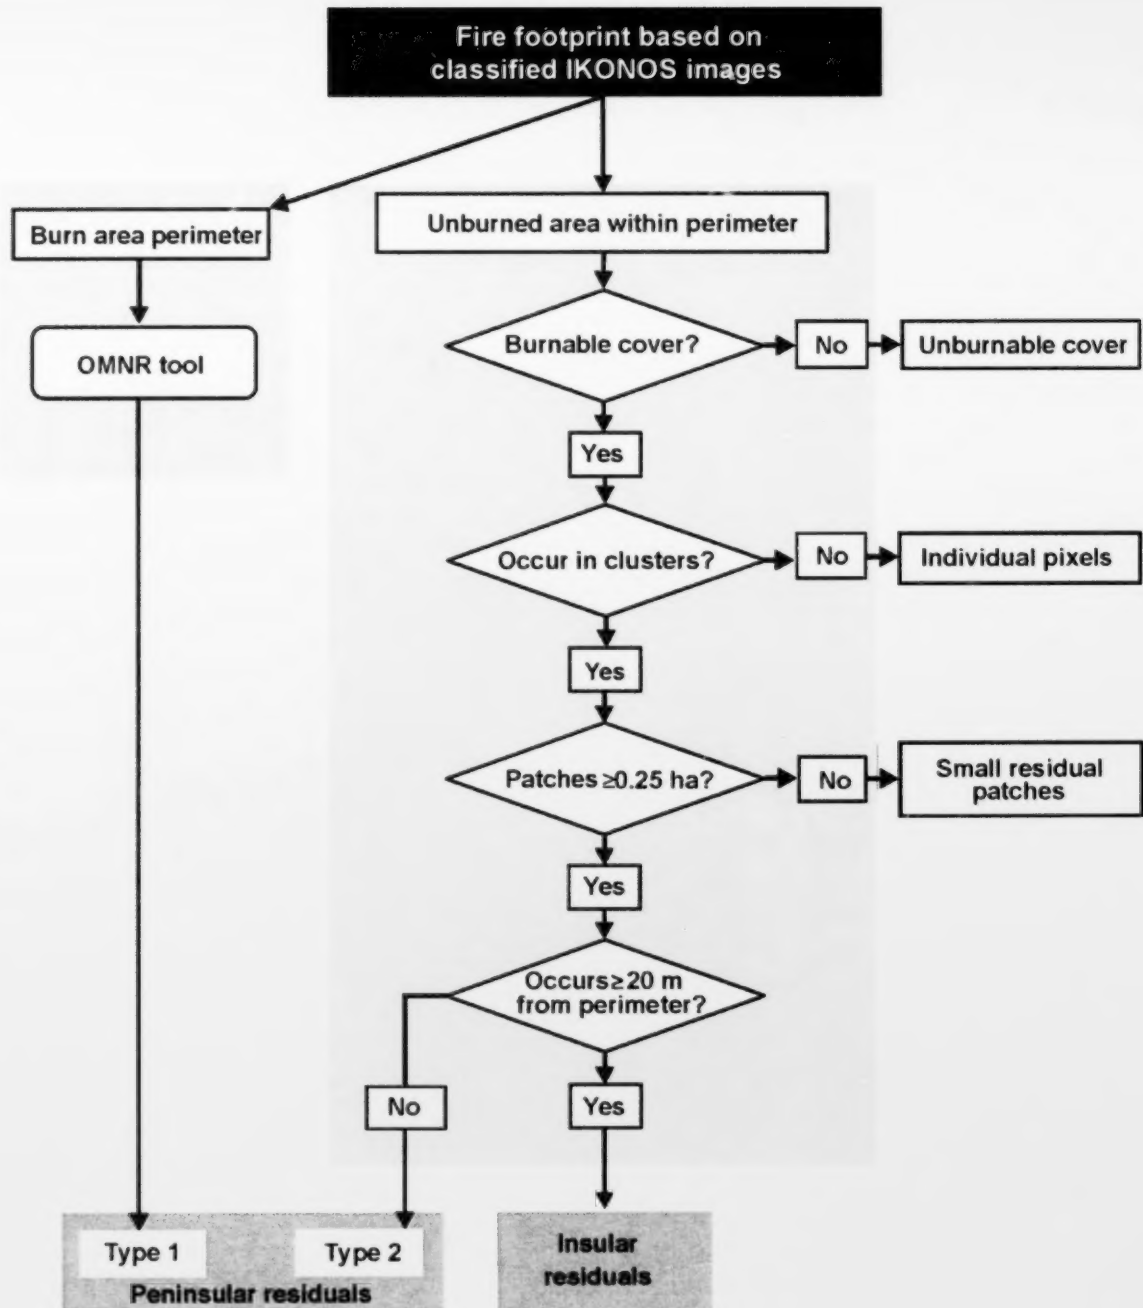 Fire footprint based on
classified IKONOS images
Burn area perimeter
Unburned area within perimeter
OMNR tool
Burnable cover?
No
Unburnable cover
Yes
Occur in clusters?
No
Individual pixels
Yes
Patches ≥0.25 ha?
No
Small residual
patches
Yes
Occurs ≥ 20 m
from perimeter?
No
Yes
Type 1
Type 2
Peninsular residuals
Insular
residuals